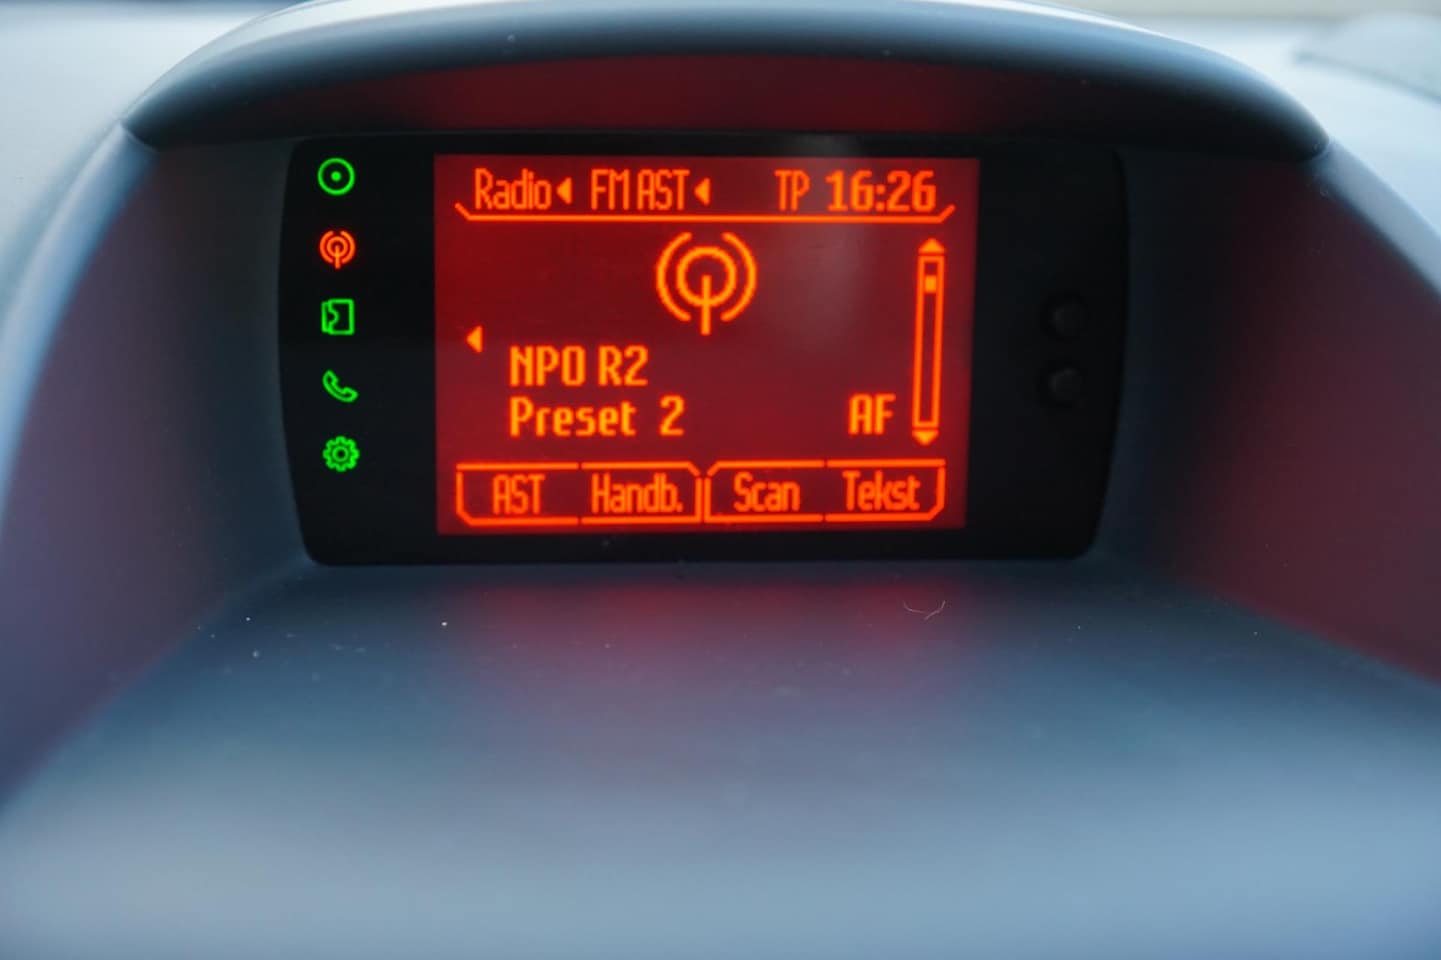 Radio FM AST TP 16:26
NPO R2
Preset 2 AF
AST Handb. Scan Tekst